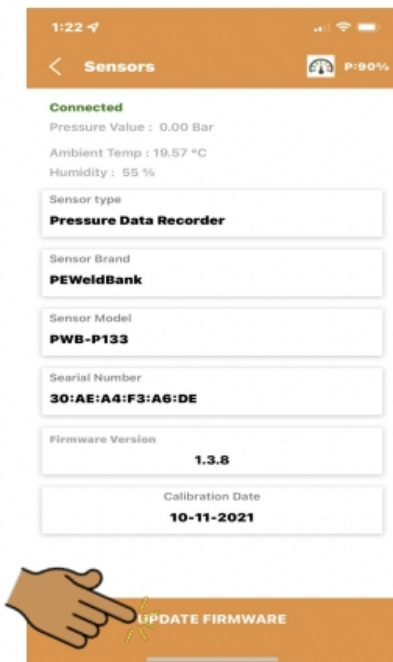 1:22
Sensors
P:90%
Connected
Pressure Value : 0.00 Bar
Ambient Temp : 19.57 °C
Humidity : 55 %
Sensor type
Pressure Data Recorder
Sensor Brand
PEWeldBank
Sensor Model
PWB-P133
Searial Number
30:AE:A4:F3:A6:DE
Firmware Version
1.3.8
Calibration Date
10-11-2021
UPDATE FIRMWARE